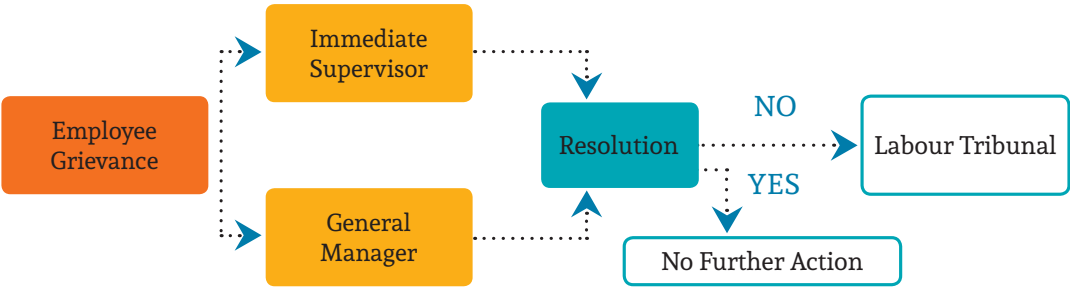 Employee
Grievance
Immediate
Supervisor
General
Manager
Resolution
NO
Labour Tribunal
YES
No Further Action